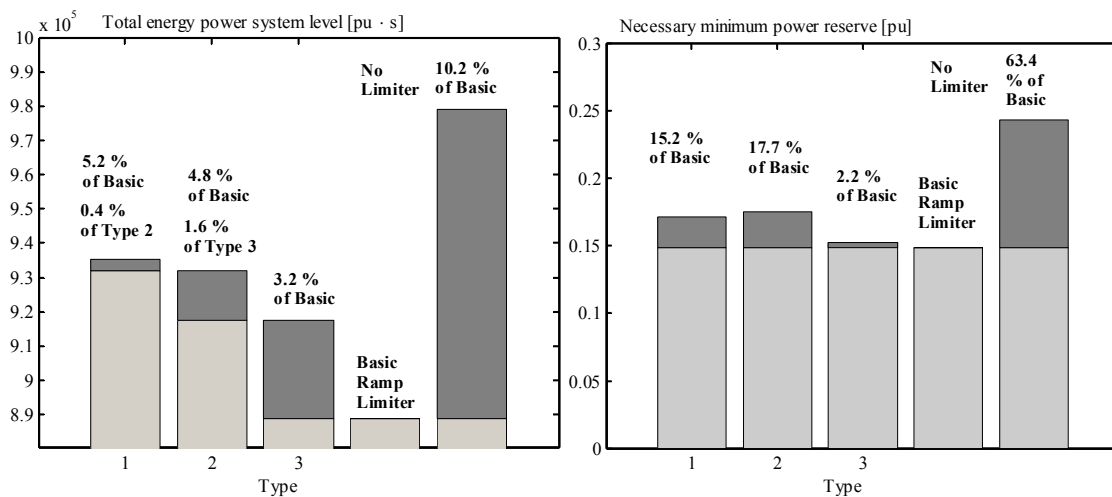 x 10⁵
Total energy power system level [pu · s]
10
9.9
9.8
9.7
9.6
9.5
9.4
9.3
9.2
9.1
9
8.9
5.2 %
of Basic
0.4 %
of Type 2
4.8 %
of Basic
1.6 %
of Type 3
3.2 %
of Basic
No
Limiter
Basic
Ramp
Limiter
10.2 %
of Basic
1
2
3
Type
Necessary minimum power reserve [pu]
0.3
0.25
0.2
0.15
0.1
0.05
0
15.2 %
of Basic
17.7 %
of Basic
2.2 %
of Basic
No
Limiter
Basic
Ramp
Limiter
63.4
% of
Basic
1
2
3
Type